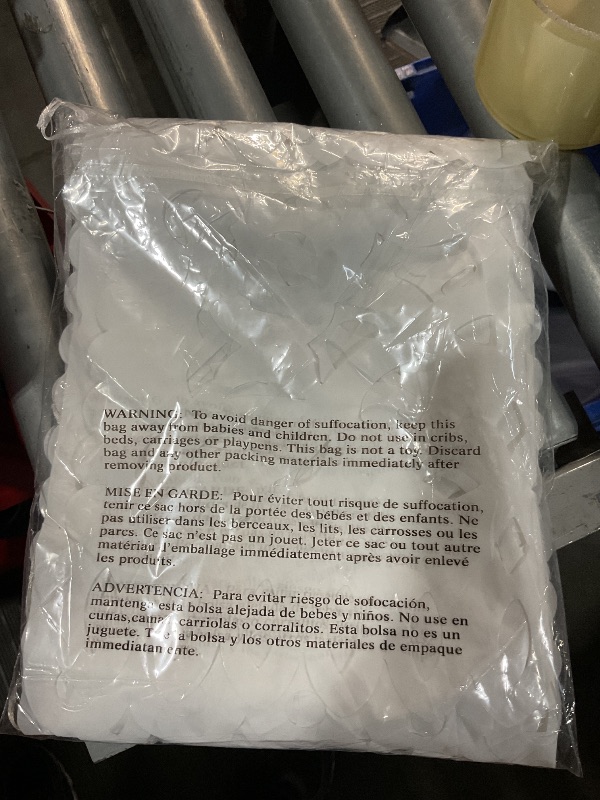 WARNING: To avoid danger of suffocation, keep this
bag away from babies and children. Do not use in cribs,
beds, carriages or playpens. This bag is not a toy. Discard
bag and any other packing materials immediately after
removing product.
MISE EN GARDE: Pour éviter tout risque de suffocation,
tenir ce sac hors de la portée des bébés et des enfants. Ne
pas utiliser dans les berceaux, les lits, les carrosses ou les
parcs. Ce sac n'est pas un jouet. Jeter ce sac ou tout autre
matériau l'emballage immédiatement après avoir enlevé
les produits.
ADVERTENCIA: Para evitar riesgo de sofocación,
mantenga esta bolsa alejada de bebes y niños. No use en
cunas, carriolas o corralitos. Esta bolsa no es un
juguete. la bolsa y los otros materiales de empaque
immediatamente.